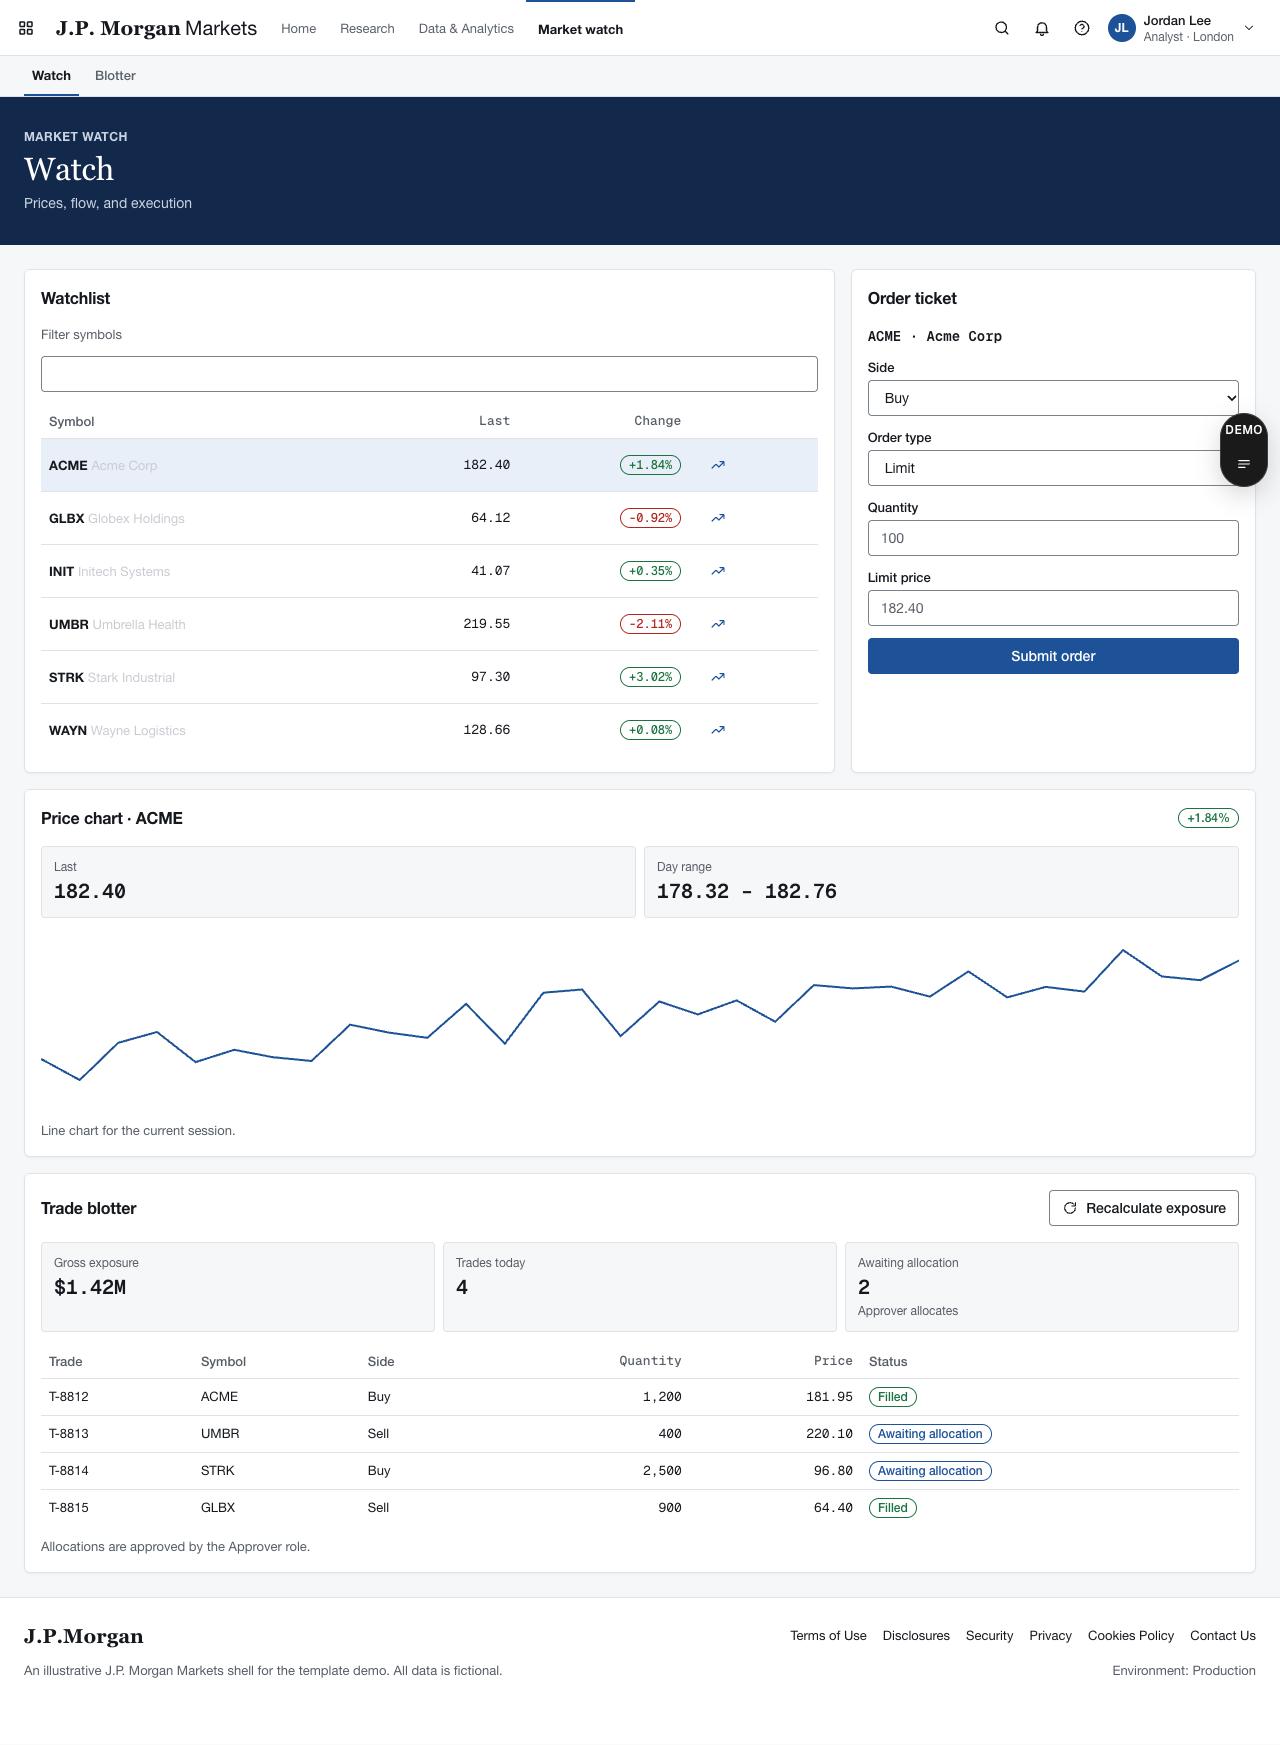 J.P. Morgan Markets
Home
Research
Data & Analytics
Market watch
JL
Jordan Lee
Analyst · London
Watch
Blotter
MARKET WATCH
Watch
Prices, flow, and execution
Watchlist
Filter symbols
Symbol Last Change
ACME Acme Corp 182.40 +1.84%
GLBX Globex Holdings 64.12 -0.92%
INIT Initech Systems 41.07 +0.35%
UMBR Umbrella Health 219.55 -2.11%
STRK Stark Industrial 97.30 +3.02%
WAYN Wayne Logistics 128.66 +0.08%
Order ticket
ACME · Acme Corp
Side
Buy
Order type
Limit
Quantity
100
Limit price
182.40
Submit order
DEMO
Price chart · ACME
+1.84%
Last
182.40
Day range
178.32 – 182.76
Line chart for the current session.
Trade blotter
Recalculate exposure
Gross exposure
$1.42M
Trades today
4
Awaiting allocation
2
Approver allocates
Trade Symbol Side Quantity Price Status
T-8812 ACME Buy 1,200 181.95 Filled
T-8813 UMBR Sell 400 220.10 Awaiting allocation
T-8814 STRK Buy 2,500 96.80 Awaiting allocation
T-8815 GLBX Sell 900 64.40 Filled
Allocations are approved by the Approver role.
J.P.Morgan
Terms of Use Disclosures Security Privacy Cookies Policy Contact Us
An illustrative J.P. Morgan Markets shell for the template demo. All data is fictional.
Environment: Production